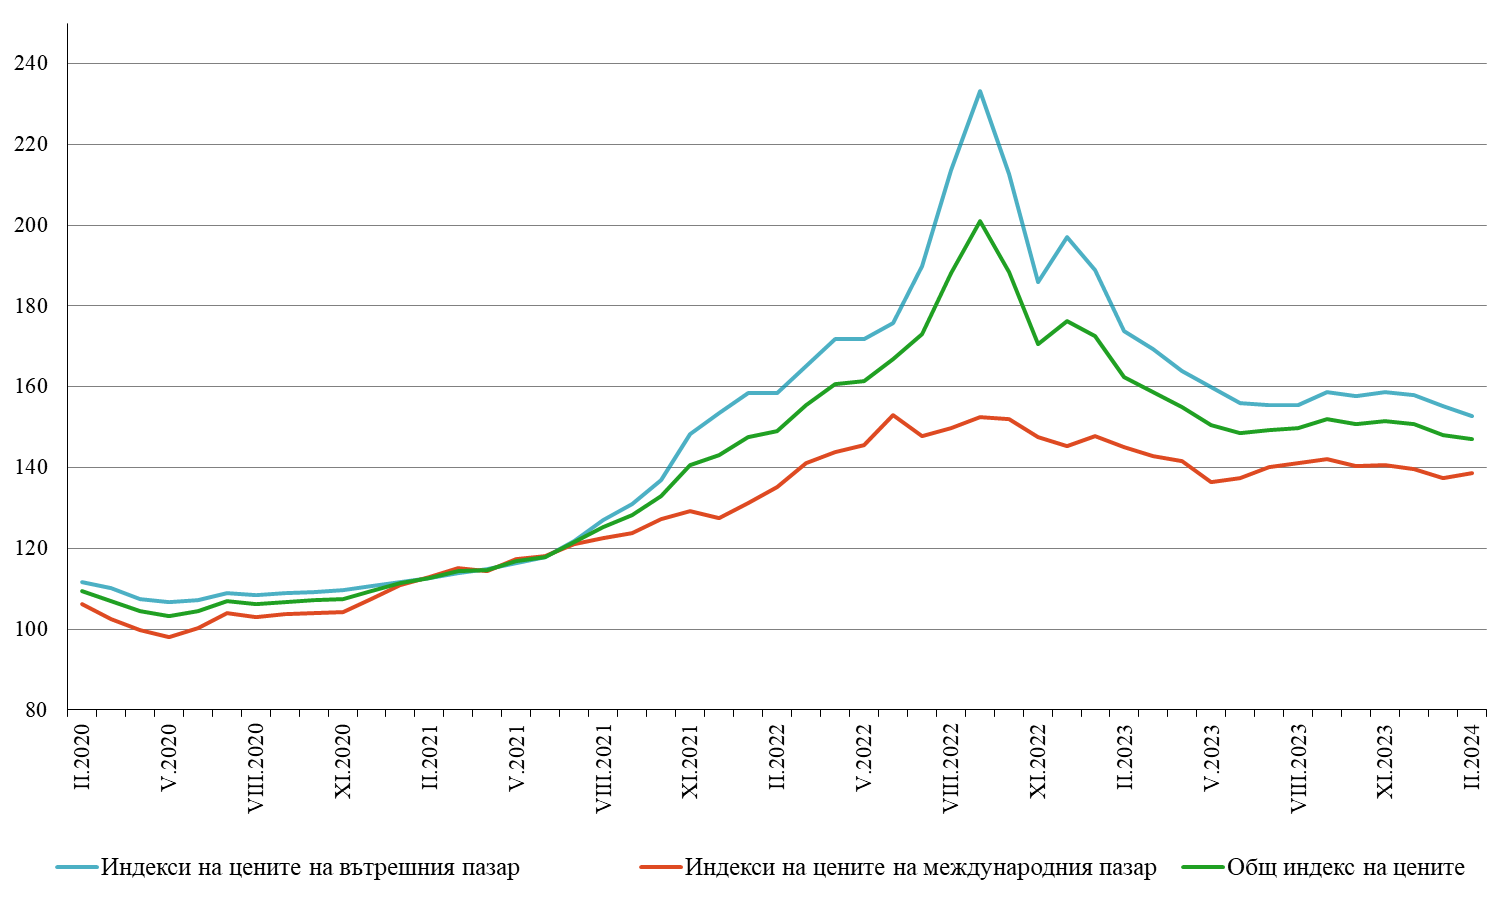 240
220
200
180
160
140
120
100
80
II.2020
V.2020
VIII.2020
XI.2020
II.2021
V.2021
VIII.2021
XI.2021
II.2022
V.2022
VIII.2022
XI.2022
II.2023
V.2023
VIII.2023
XI.2023
II.2024
Индекси на цените на вътрешния пазар
Индекси на цените на международния пазар
Общ индекс на цените